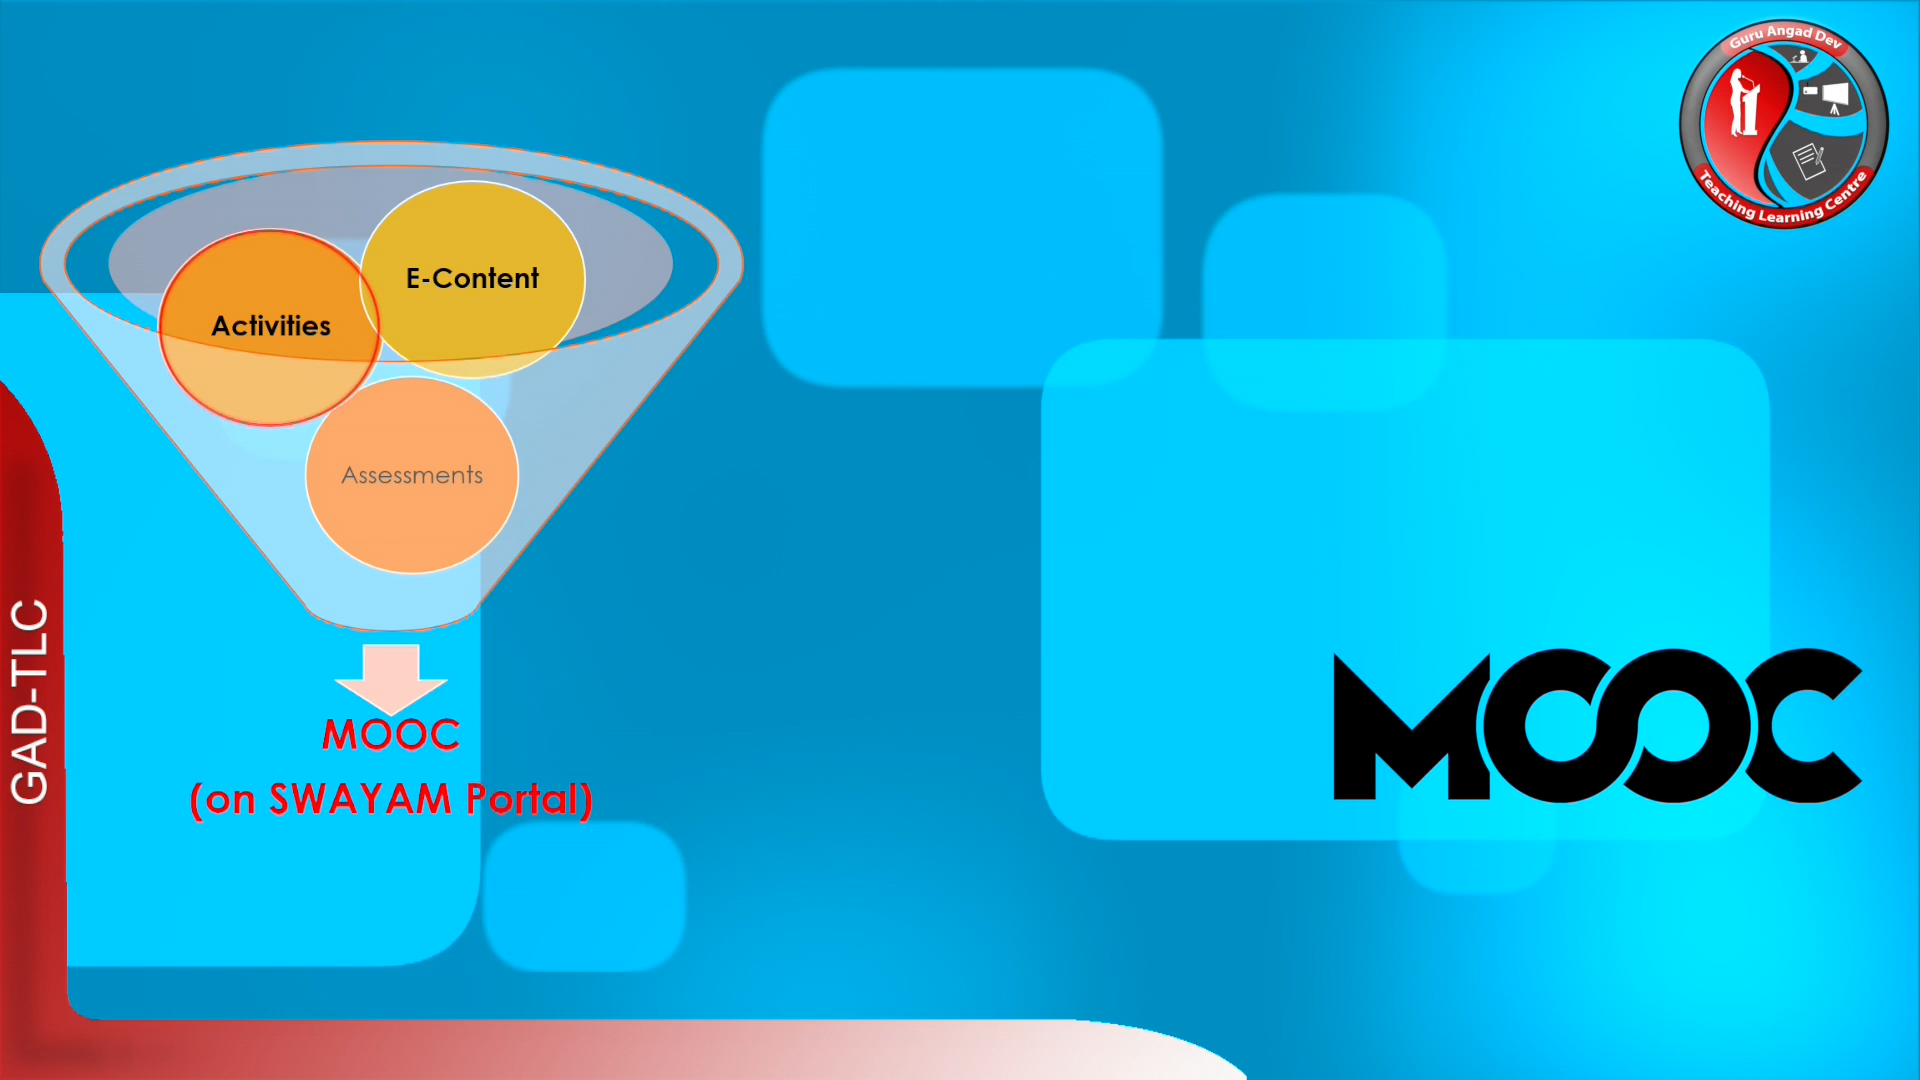 Guru Angad Dev
Teaching Learning Centre
E-Content
Activities
Assessments
MOOC
(on SWAYAM Portal)
MOOC
GAD-TLC